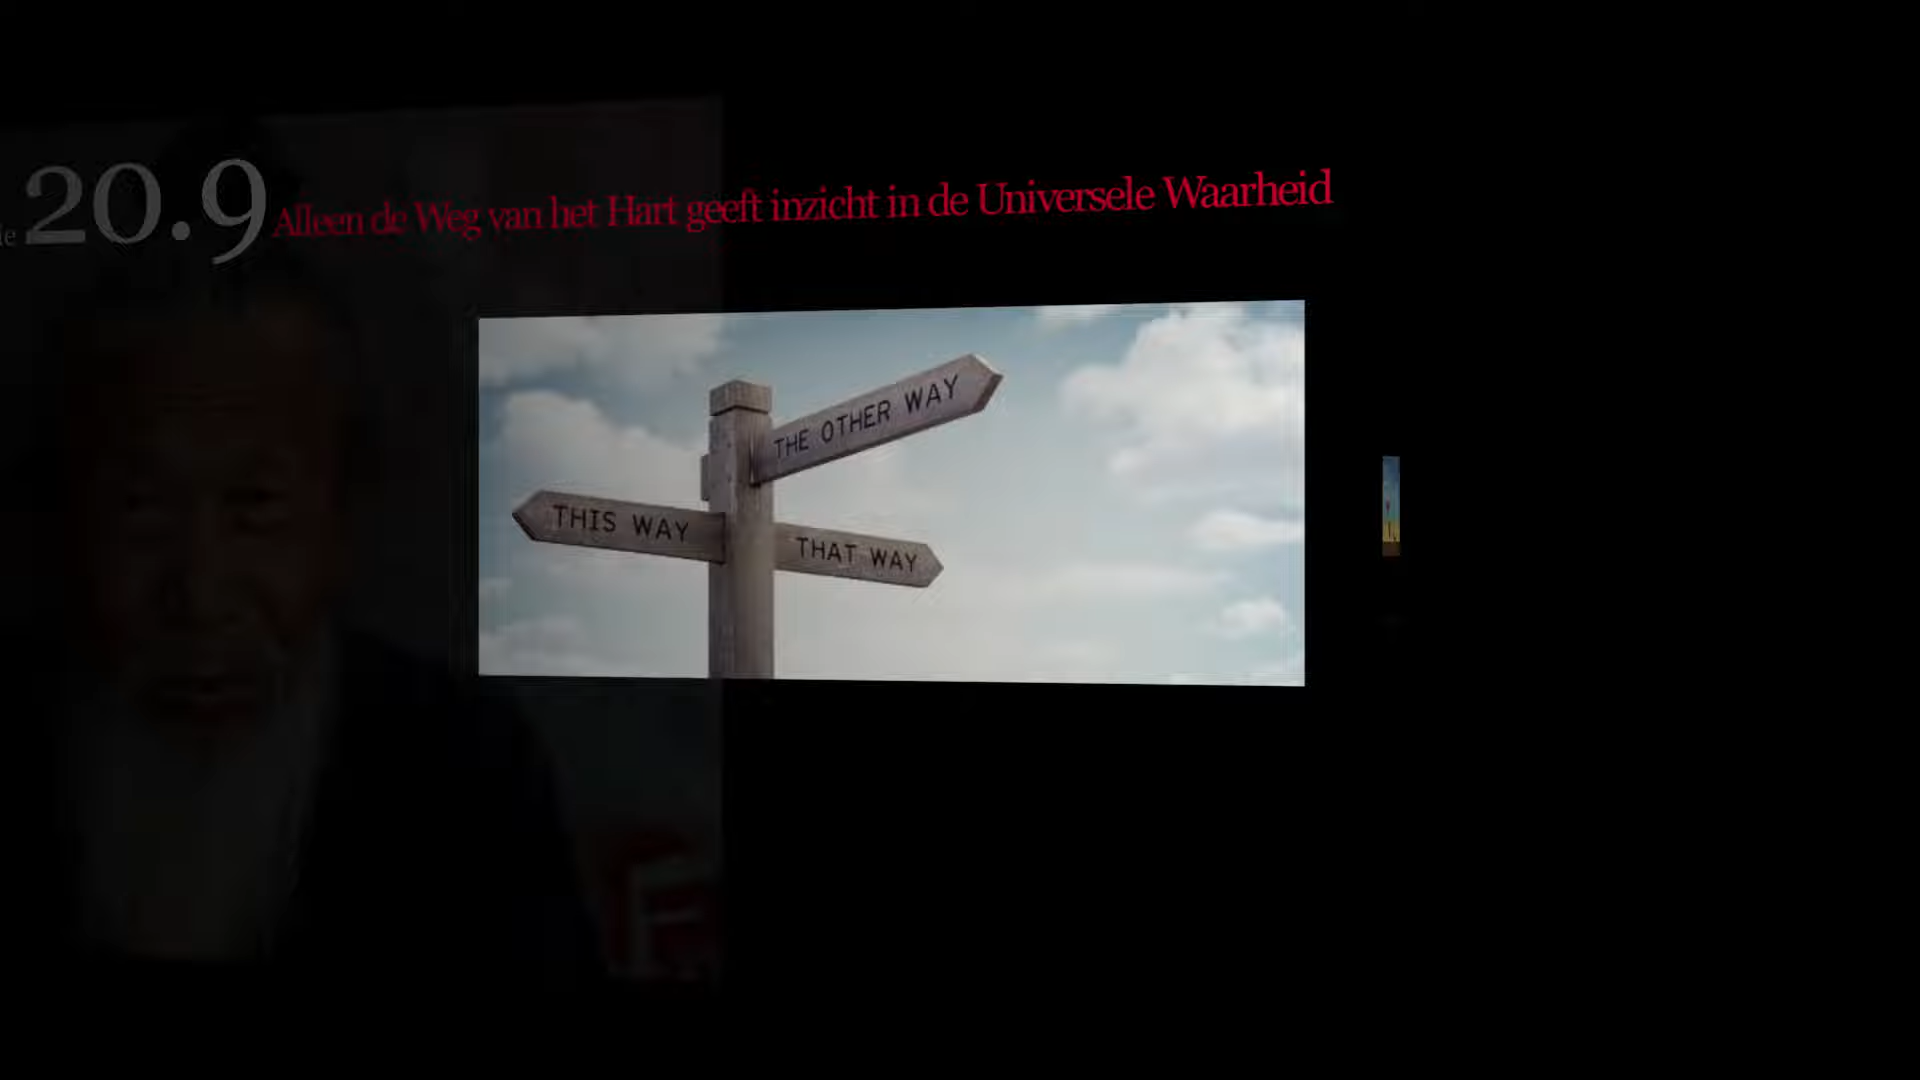 20.9 Alleen de Weg van het Hart geeft inzicht in de Universele Waarheid
THE OTHER WAY
THIS WAY
THAT WAY